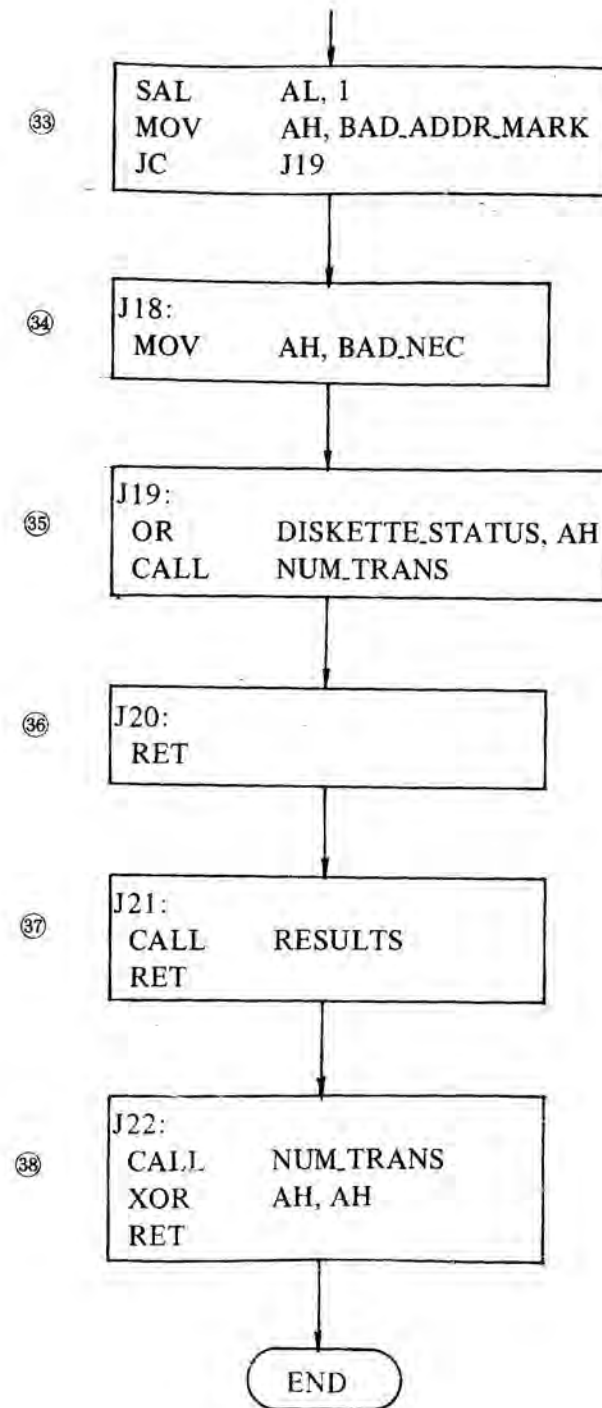 ㉝
SAL AL, 1
MOV AH, BAD_ADDR_MARK
JC J19
㉞
J18:
MOV AH, BAD_NEC
㉟
J19:
OR DISKETTE_STATUS, AH
CALL NUM_TRANS
㊱
J20:
RET
㊲
J21:
CALL RESULTS
RET
㊳
J22:
CALL NUM_TRANS
XOR AH, AH
RET
END